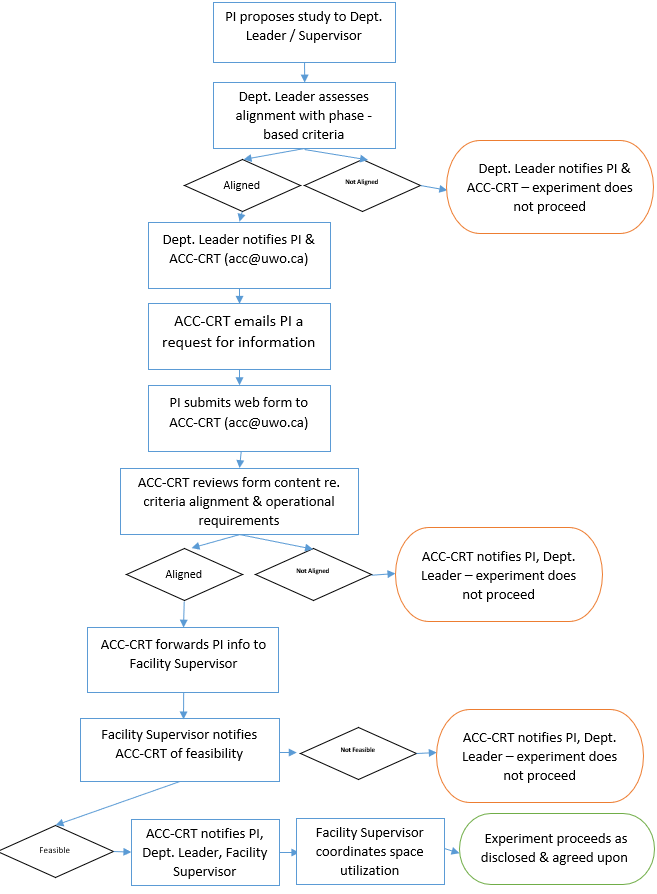 PI proposes study to Dept.
Leader / Supervisor
Dept. Leader assesses
alignment with phase -
based criteria
Aligned
Not Aligned
Dept. Leader notifies PI &
ACC-CRT – experiment does
not proceed
Dept. Leader notifies PI &
ACC-CRT (acc@uwo.ca)
ACC-CRT emails PI a
request for information
PI submits web form to
ACC-CRT (acc@uwo.ca)
ACC-CRT reviews form content re.
criteria alignment & operational
requirements
Aligned
Not Aligned
ACC-CRT notifies PI, Dept.
Leader – experiment does
not proceed
ACC-CRT forwards PI info to
Facility Supervisor
Facility Supervisor notifies
ACC-CRT of feasibility
Not Feasible
ACC-CRT notifies PI, Dept.
Leader – experiment does
not proceed
Feasible
ACC-CRT notifies PI,
Dept. Leader, Facility
Supervisor
Facility Supervisor
coordinates space
utilization
Experiment proceeds as
disclosed & agreed upon